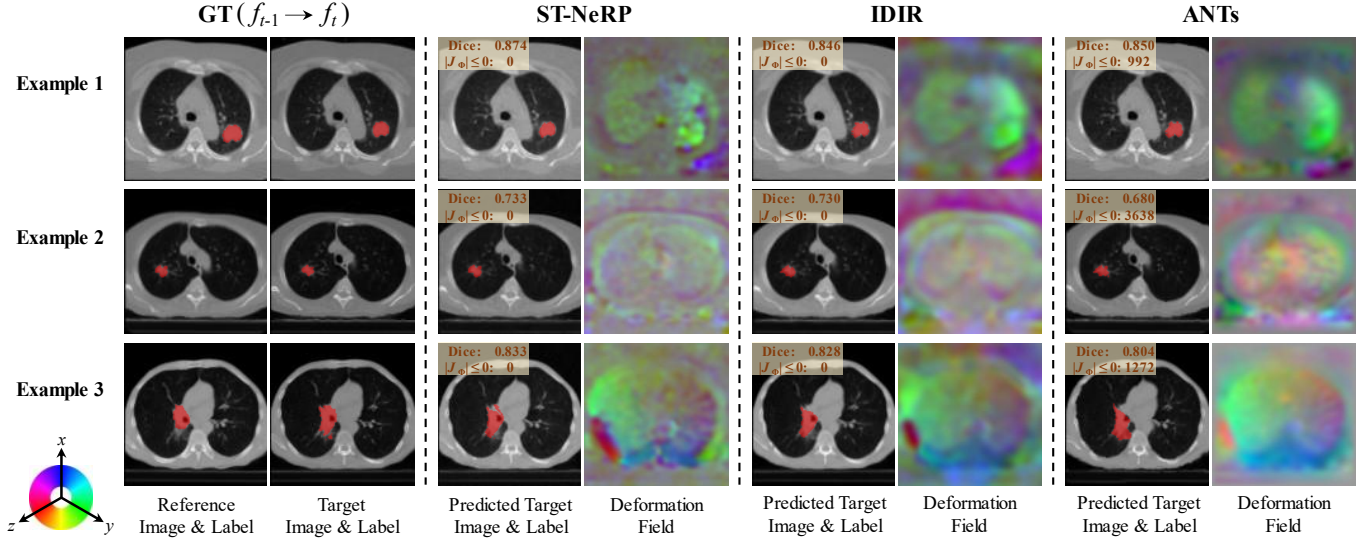 GT (f_{t-1} → f_t) ST-NeRP IDIR ANTs
Example 1
Dice: 0.874
|J_Φ| ≤ 0: 0
Dice: 0.846
|J_Φ| ≤ 0: 0
Dice: 0.850
|J_Φ| ≤ 0: 992
Example 2
Dice: 0.733
|J_Φ| ≤ 0: 0
Dice: 0.730
|J_Φ| ≤ 0: 0
Dice: 0.680
|J_Φ| ≤ 0: 3638
Example 3
Dice: 0.833
|J_Φ| ≤ 0: 0
Dice: 0.828
|J_Φ| ≤ 0: 0
Dice: 0.804
|J_Φ| ≤ 0: 1272
x
z
y
Reference
Image & Label
Target
Image & Label
Predicted Target
Image & Label
Deformation
Field
Predicted Target
Image & Label
Deformation
Field
Predicted Target
Image & Label
Deformation
Field